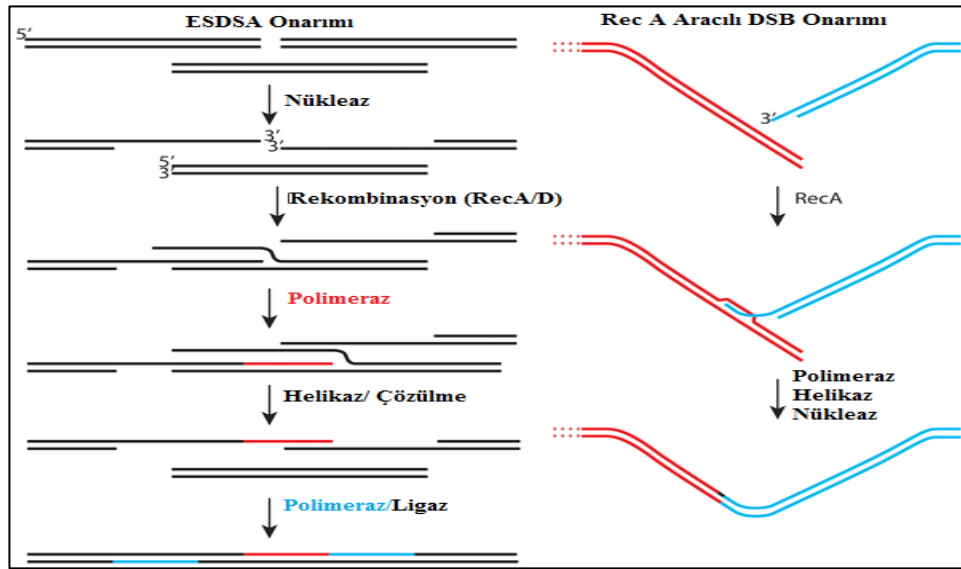 ESDSA Onarımı
5′
Nükleaz
3′
3′
5′
3′
Rekombinasyon (RecA/D)
Polimeraz
Helikaz/ Çözülme
Polimeraz/Ligaz
Rec A Aracılı DSB Onarımı
3′
RecA
Polimeraz
Helikaz
Nükleaz